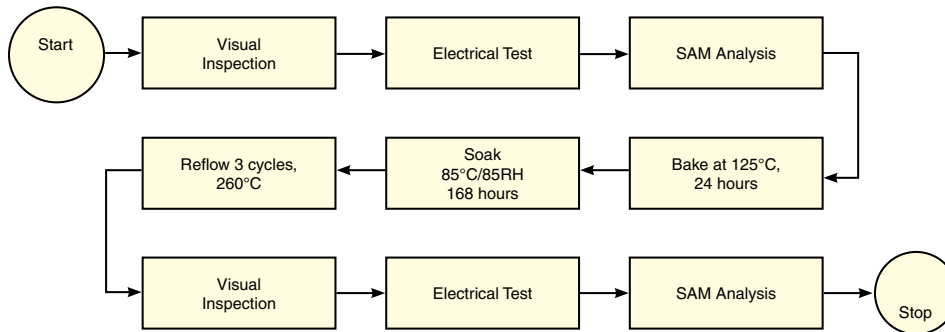 Start
Visual
Inspection
Electrical Test
SAM Analysis
Reflow 3 cycles,
260°C
Soak
85°C/85RH
168 hours
Bake at 125°C,
24 hours
Visual
Inspection
Electrical Test
SAM Analysis
Stop